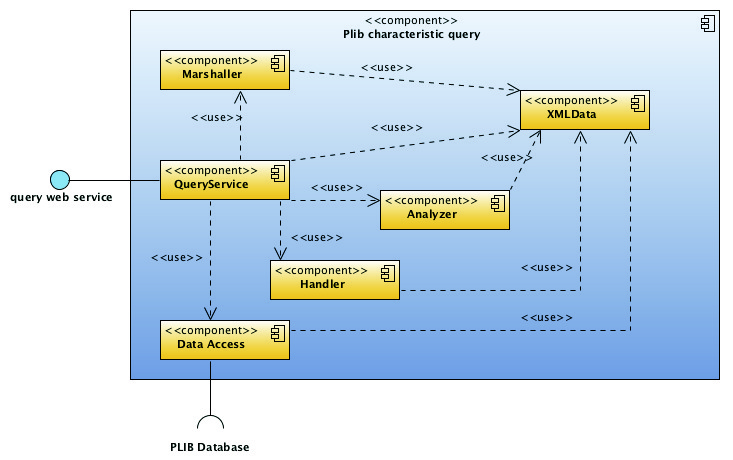 <<component>>
Plib characteristic query
<<component>>
Marshaller
<<use>>
<<component>>
XMLData
<<use>>
<<use>>
<<use>>
<<component>>
QueryService
<<use>>
<<component>>
Analyzer
query web service
<<use>>
<<use>>
<<component>>
Handler
<<use>>
<<use>>
<<component>>
Data Access
PLIB Database